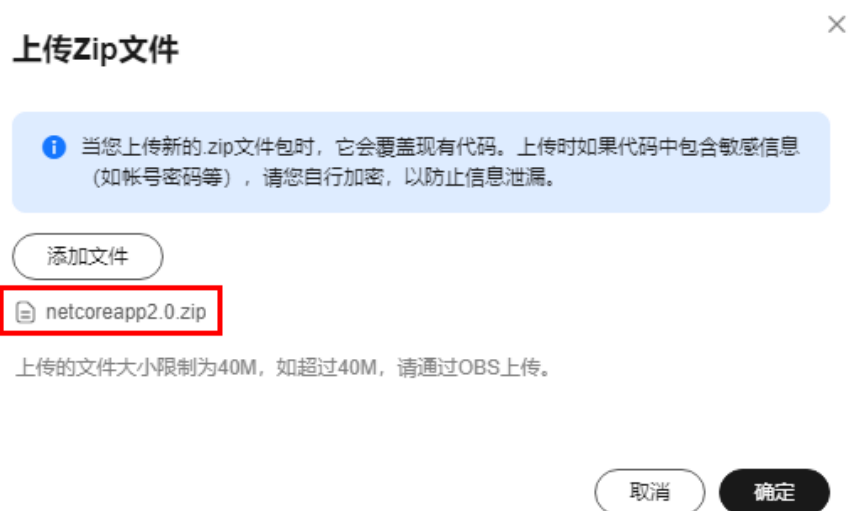 上传Zip文件
当您上传新的.zip文件包时，它会覆盖现有代码。上传时如果代码中包含敏感信息
（如帐号密码等），请您自行加密，以防止信息泄漏。
添加文件
netcoreapp2.0.zip
上传的文件大小限制为40M，如超过40M，请通过OBS上传。
取消
确定